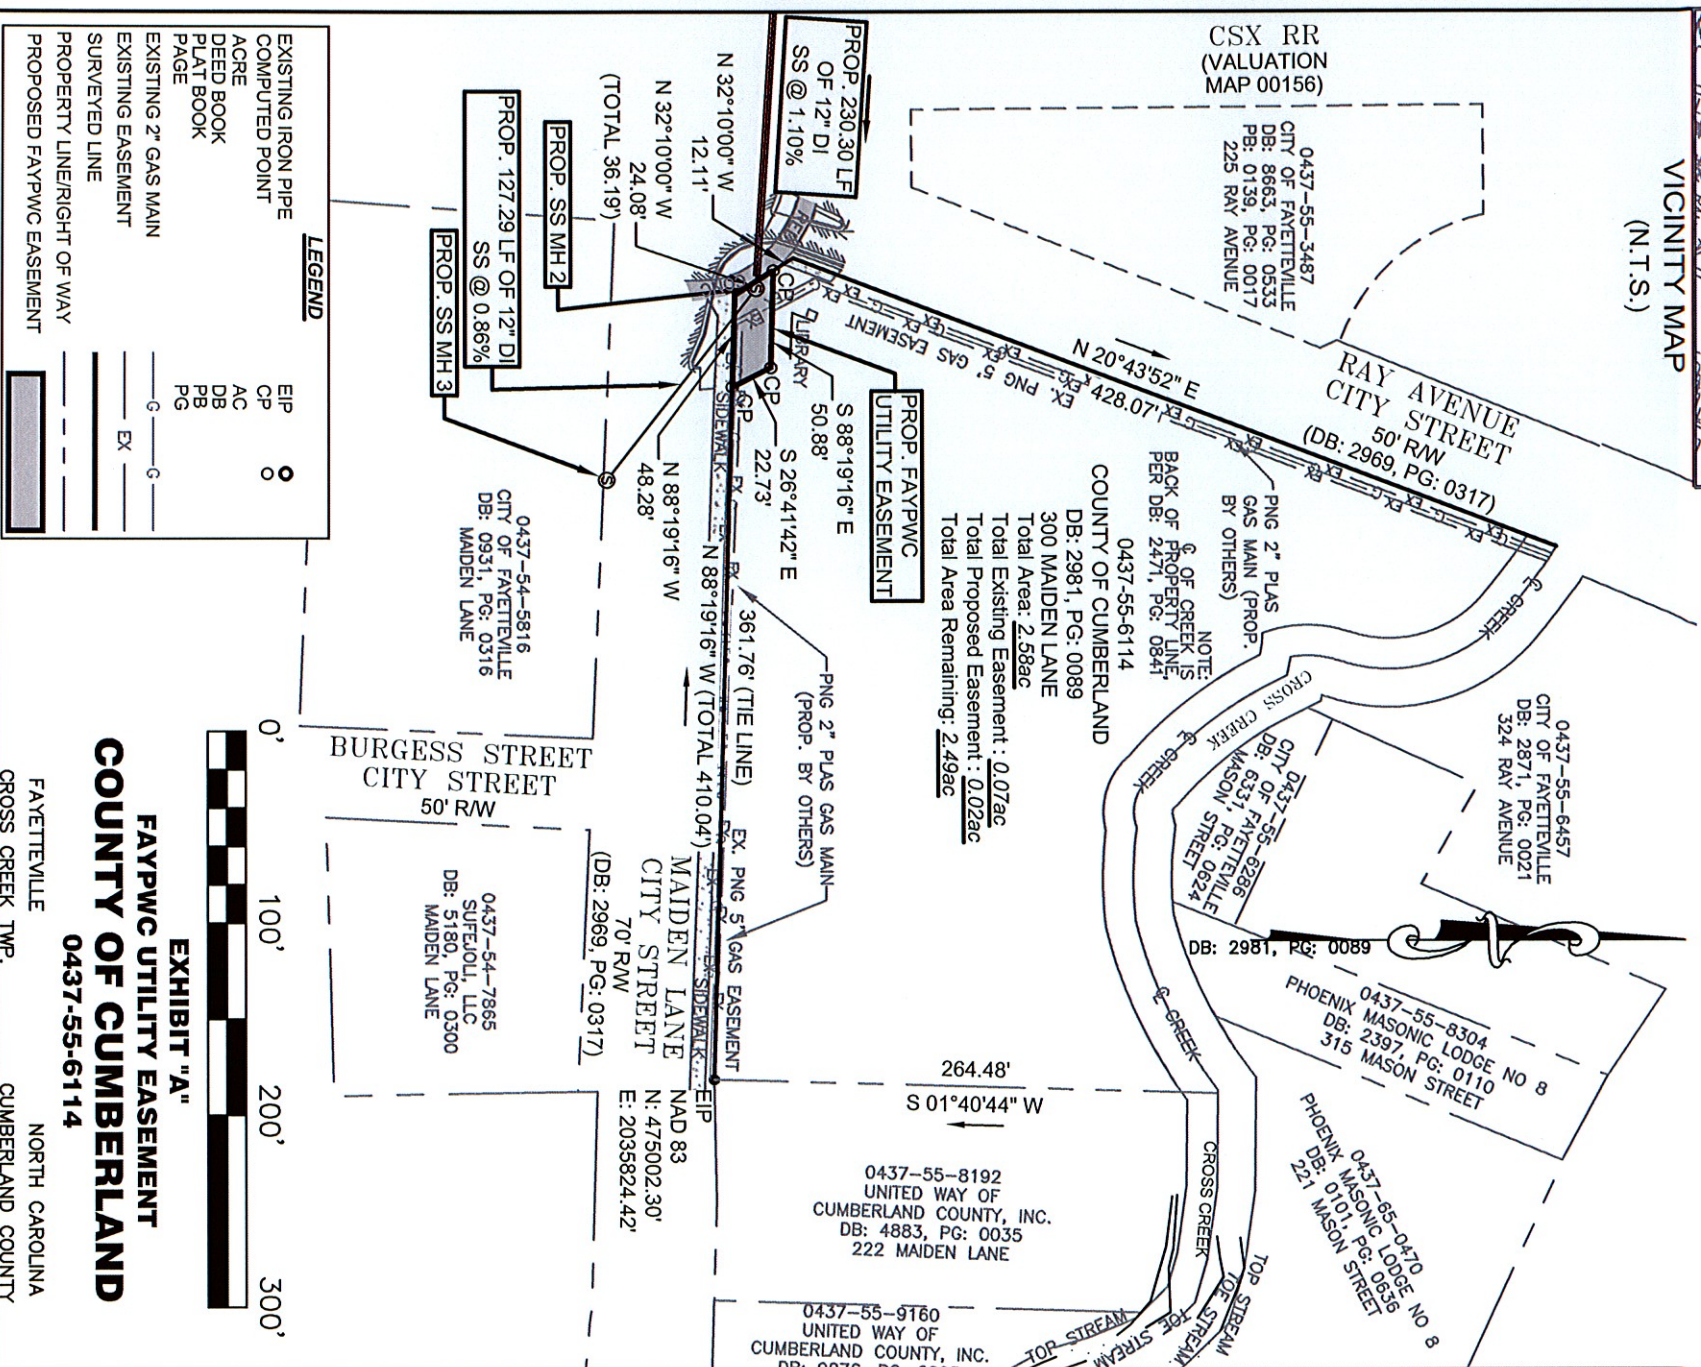 VICINITY MAP
(N.T.S.)
CSX RR
(VALUATION
MAP 00156)
0437-55-3487
CITY OF FAYETTEVILLE
DB: 8663, PG: 0533
PB: 0139, PG: 0017
225 RAY AVENUE
RAY AVENUE
CITY STREET
50' R/W
(DB: 2969, PG: 0317)
N 20°43'52" E
428.07'
EX. PNG 5' GAS EASEMENT
PNG 2" PLAS
GAS MAIN (PROP.
BY OTHERS)
NOTE:
℄ OF CREEK IS
BACK OF PROPERTY LINE,
PER DB: 2471, PG: 0841
0437-55-6114
COUNTY OF CUMBERLAND
DB: 2981, PG: 0089
300 MAIDEN LANE
Total Area: 2.58ac
Total Existing Easement : 0.07ac
Total Proposed Easement : 0.02ac
Total Area Remaining: 2.49ac
PROP. 230.30 LF
OF 12" DI
SS @ 1.10%
N 32°10'00" W
12.11'
N 32°10'00" W
24.08'
(TOTAL 36.19')
PROP. SS MH 2
PROP. 127.29 LF OF 12" DI
SS @ 0.86%
PROP. SS MH 3
PROP. FAYPWC
UTILITY EASEMENT
LIBRARY
CP
CP
CP
S 88°19'16" E
50.88'
S 26°41'42" E
22.73'
N 88°19'16" W
48.28'
SIDEWALK
361.76' (TIE LINE)
N 88°19'16" W (TOTAL 410.04')
PNG 2" PLAS GAS MAIN
(PROP. BY OTHERS)
EX. PNG 5' GAS EASEMENT
SIDEWALK
EIP
MAIDEN LANE
CITY STREET
70' R/W
(DB: 2969, PG: 0317)
NAD 83
N: 475002.30'
E: 2035824.42'
264.48'
S 01°40'44" W
℄ CREEK
CROSS CREEK
℄ CREEK
℄ CREEK
CROSS CREEK
TOP STREAM
TOE STREAM
TOE STREAM
TOP STREAM
0437-55-6457
CITY OF FAYETTEVILLE
DB: 2871, PG: 0021
324 RAY AVENUE
0437-55-6286
CITY OF FAYETTEVILLE
DB: 6331, PG: 0624
MASON STREET
DB: 2981, PG: 0089
0437-55-8304
PHOENIX MASONIC LODGE NO 8
DB: 2397, PG: 0110
315 MASON STREET
0437-65-0470
PHOENIX MASONIC LODGE NO 8
DB: 0101, PG: 0636
221 MASON STREET
0437-55-8192
UNITED WAY OF
CUMBERLAND COUNTY, INC.
DB: 4883, PG: 0035
222 MAIDEN LANE
0437-55-9160
UNITED WAY OF
CUMBERLAND COUNTY, INC.
0437-54-5816
CITY OF FAYETTEVILLE
DB: 0931, PG: 0316
MAIDEN LANE
BURGESS STREET
CITY STREET
50' R/W
0437-54-7865
SUFEJOLI, LLC
DB: 5180, PG: 0300
MAIDEN LANE
LEGEND
EXISTING IRON PIPE EIP
COMPUTED POINT CP
ACRE AC
DEED BOOK DB
PLAT BOOK PB
PAGE PG
EXISTING 2" GAS MAIN G G
EXISTING EASEMENT EX
SURVEYED LINE
PROPERTY LINE/RIGHT OF WAY
PROPOSED FAYPWC EASEMENT
0' 100' 200' 300'
EXHIBIT "A"
FAYPWC UTILITY EASEMENT
COUNTY OF CUMBERLAND
0437-55-6114
FAYETTEVILLE NORTH CAROLINA
CROSS CREEK TWP. CUMBERLAND COUNTY